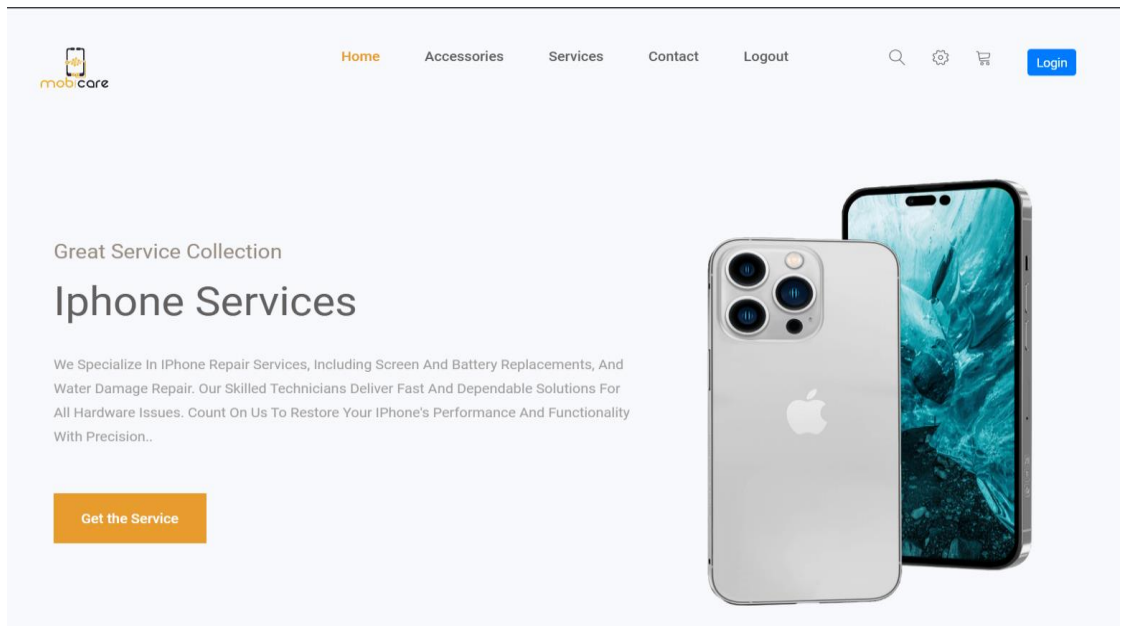 mobicare
Home Accessories Services Contact Logout Login
Great Service Collection
Iphone Services
We Specialize In IPhone Repair Services, Including Screen And Battery Replacements, And
Water Damage Repair. Our Skilled Technicians Deliver Fast And Dependable Solutions For
All Hardware Issues. Count On Us To Restore Your IPhone's Performance And Functionality
With Precision..
Get the Service